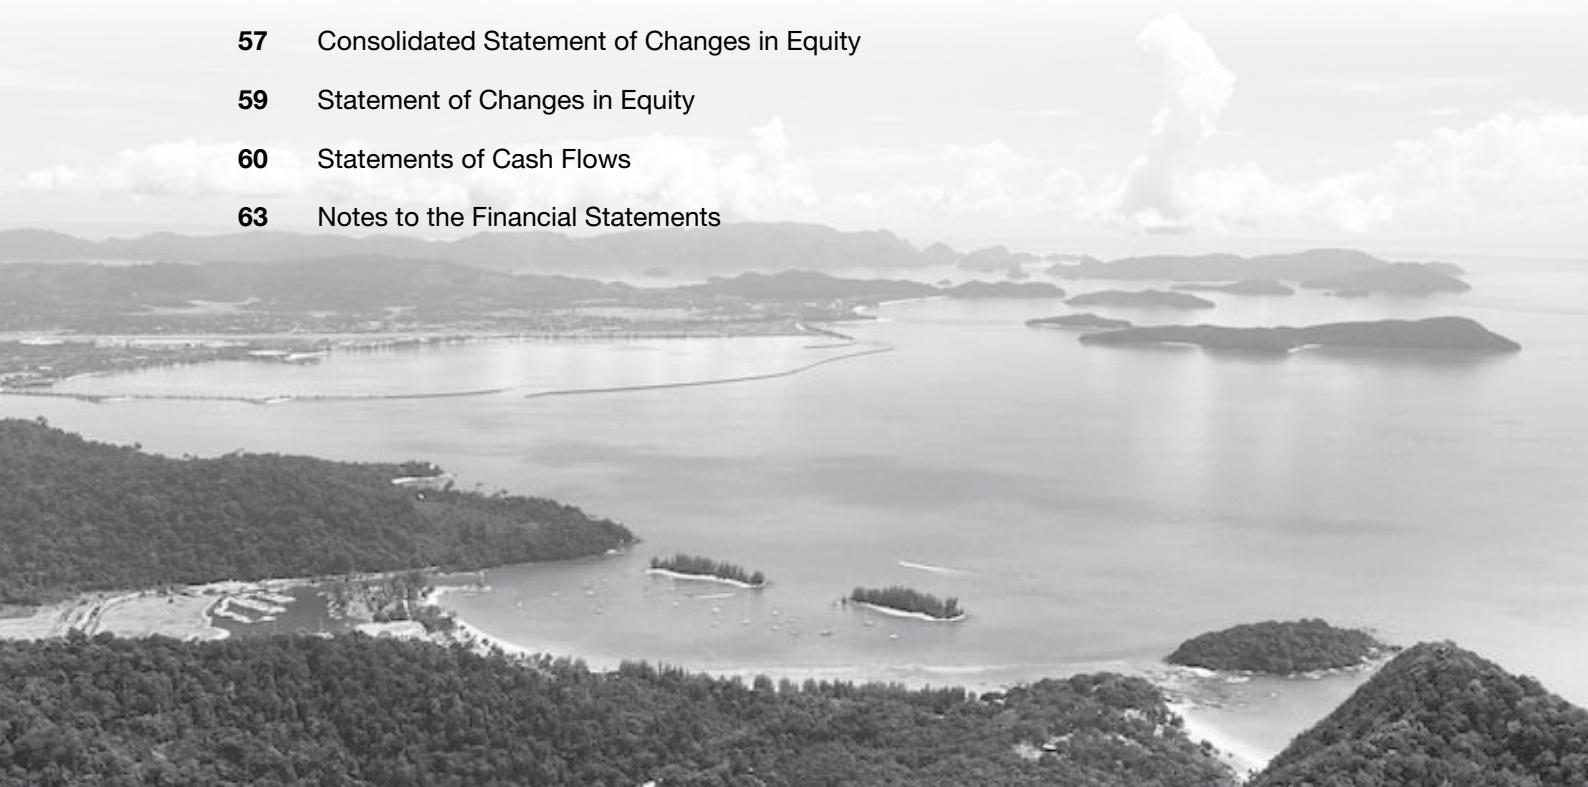 57 Consolidated Statement of Changes in Equity
59 Statement of Changes in Equity
60 Statements of Cash Flows
63 Notes to the Financial Statements